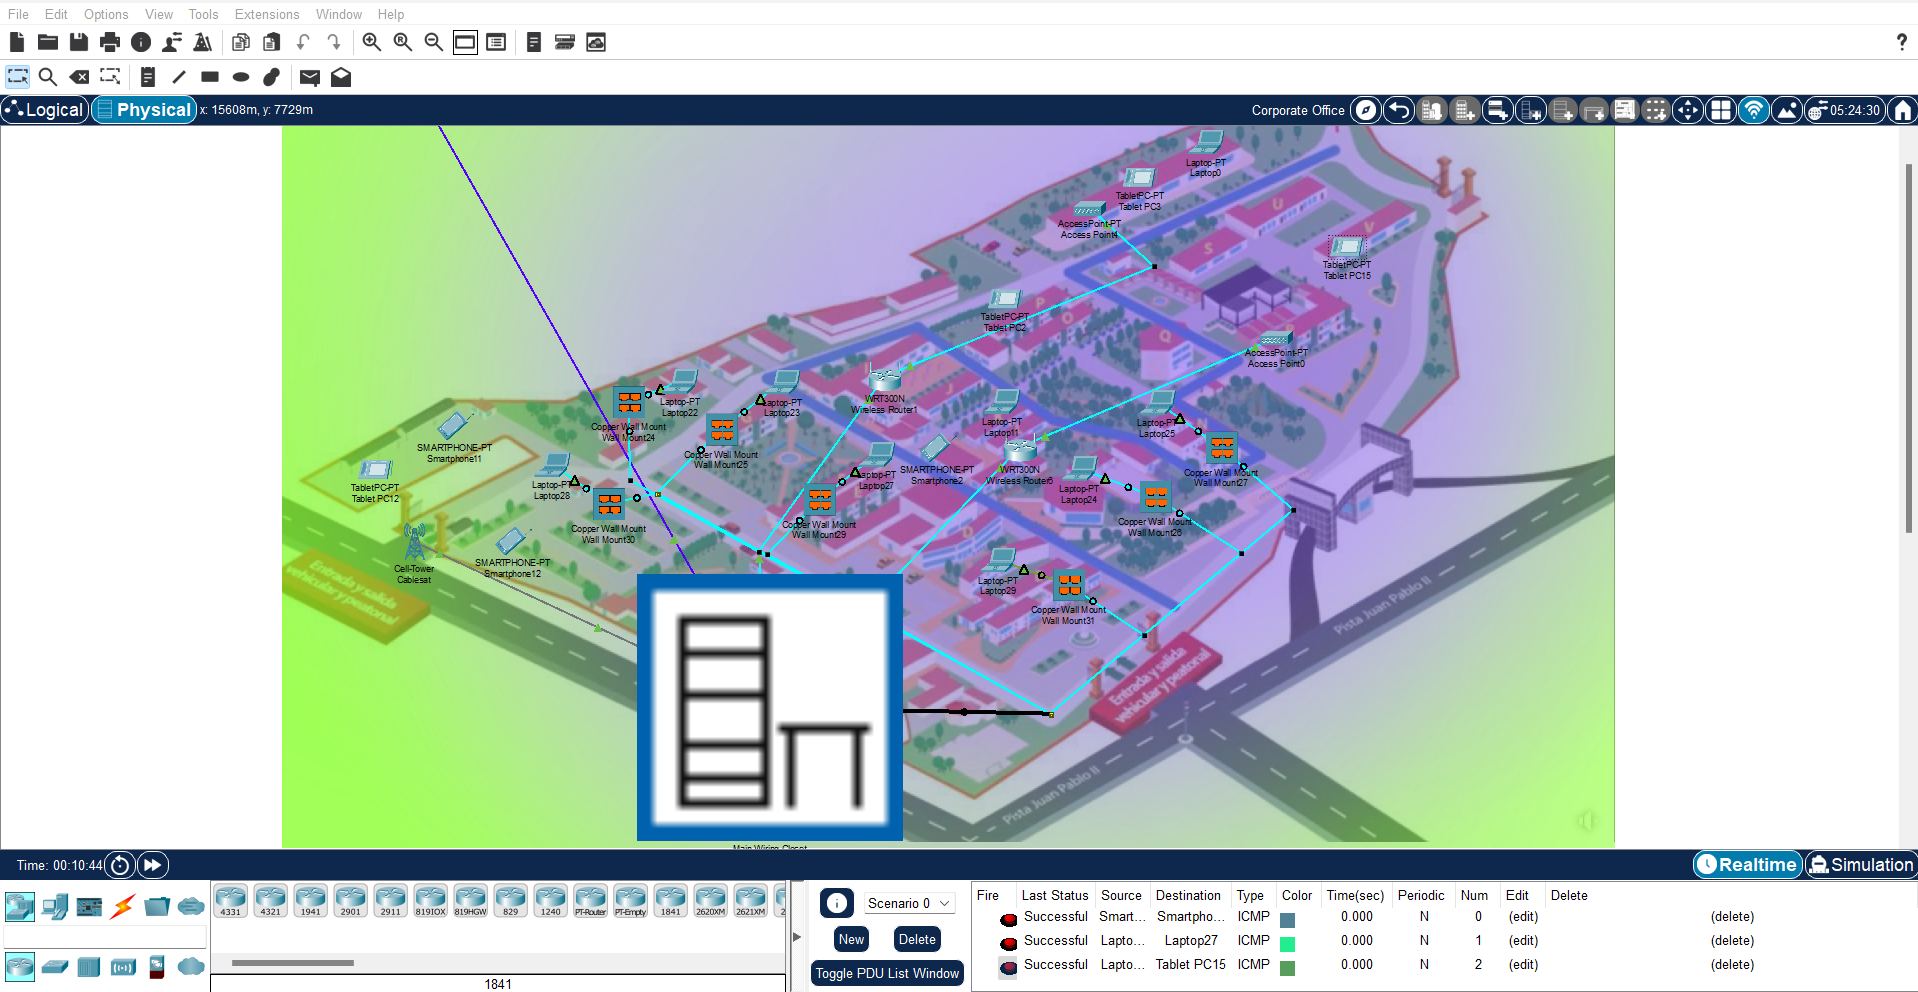 File Edit Options View Tools Extensions Window Help
?
Logical Physical x: 15608m, y: 7729m Corporate Office 05:24:30
Laptop-PT
Laptop0
TabletPC-PT
Tablet PC3
AccessPoint-PT
Access Point4
U
V
S
TabletPC-PT
Tablet PC15
TabletPC-PT
Tablet PC2
P
O
Q
AccessPoint-PT
Access Point0
WRT300N
Wireless Router1
J
Laptop-PT
Laptop22
Laptop-PT
Laptop23
Laptop-PT
Laptop11
Laptop-PT
Laptop25
Copper Wall Mount
Wall Mount24
Copper Wall Mount
Wall Mount25
SMARTPHONE-PT
Smartphone11
TabletPC-PT
Tablet PC12
Laptop-PT
Laptop28
Laptop-PT
Laptop27
SMARTPHONE-PT
Smartphone2
WRT300N
Laptop-PT
Laptop24
Copper Wall Mount
Wall Mount27
Copper Wall Mount
Wall Mount30
Copper Wall Mount
Wall Mount29
Copper Wall Mount
Wall Mount26
D
Cell-Tower
Cablesat
SMARTPHONE-PT
Smartphone12
Laptop-PT
Laptop29
Copper Wall Mount
Wall Mount31
Entrada y salida
vehicular y peatonal
Pista Juan Pablo II
Entrada y salida
vehicular y peatonal
Pista Juan Pablo II
Main Wiring Closet
Time: 00:10:44 Realtime Simulation
4331 4321 1941 2901 2911 819IOX 819HGW 829 1240 PT-Router PT-Empty 1841 2620XM 2621XM 2
1841
Scenario 0
New Delete
Toggle PDU List Window
Fire Last Status Source Destination Type Color Time(sec) Periodic Num Edit Delete
Successful Smart... Smartpho... ICMP 0.000 N 0 (edit) (delete)
Successful Lapto... Laptop27 ICMP 0.000 N 1 (edit) (delete)
Successful Lapto... Tablet PC15 ICMP 0.000 N 2 (edit) (delete)